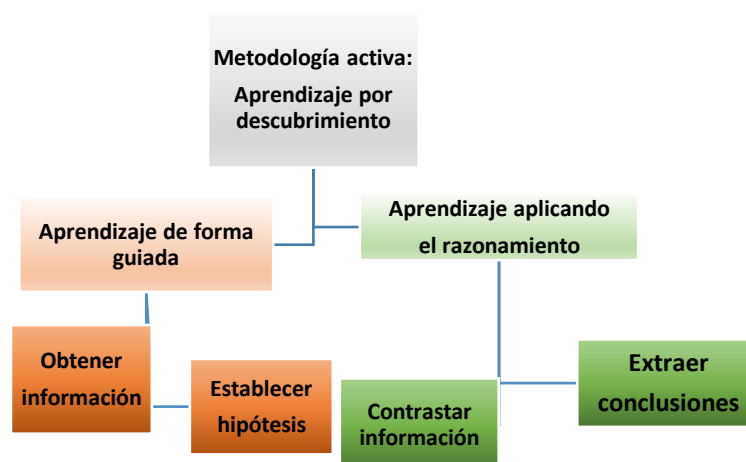 Metodología activa:
Aprendizaje por
descubrimiento
Aprendizaje de forma
guiada
Aprendizaje aplicando
el razonamiento
Obtener
información
Establecer
hipótesis
Contrastar
información
Extraer
conclusiones